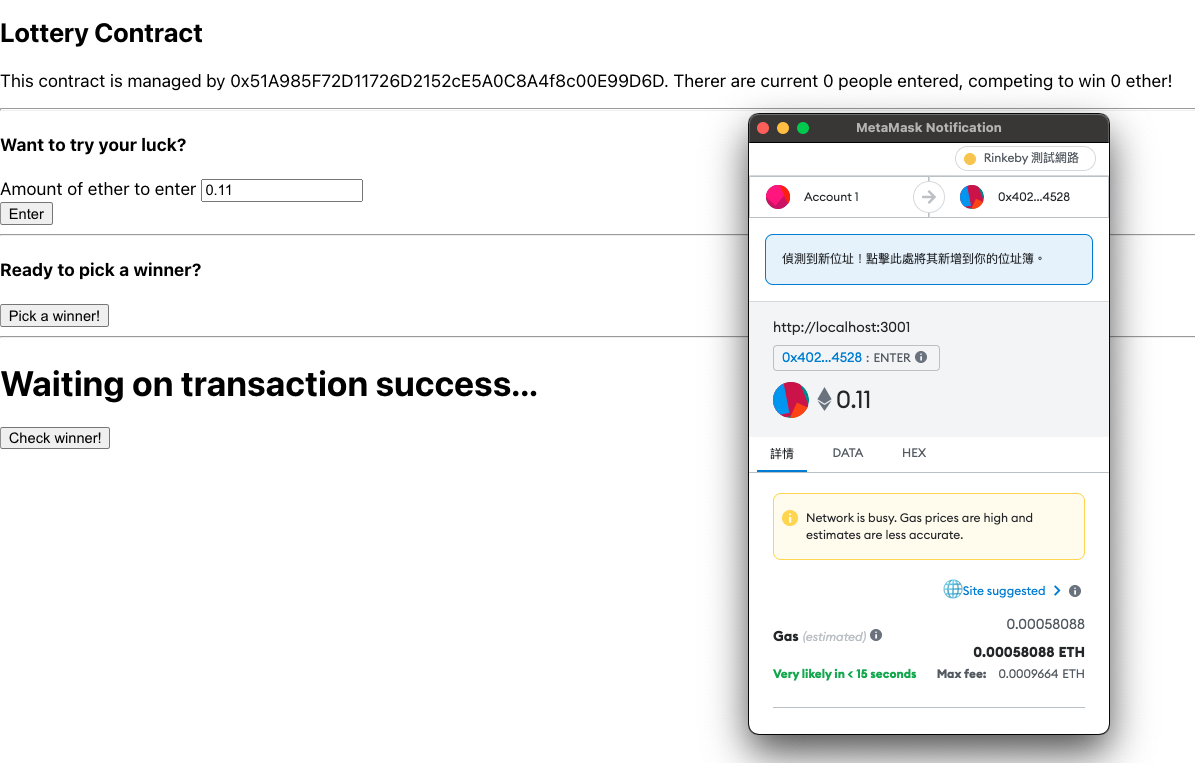 Lottery Contract
This contract is managed by 0x51A985F72D11726D2152cE5A0C8A4f8c00E99D6D. Therer are current 0 people entered, competing to win 0 ether!
Want to try your luck?
Amount of ether to enter 0.11
Enter
Ready to pick a winner?
Pick a winner!
Waiting on transaction success...
Check winner!
MetaMask Notification
Rinkeby 測試網路
Account 1
0x402...4528
偵測到新位址！點擊此處將其新增到你的位址簿。
http://localhost:3001
0x402...4528 : ENTER
0.11
詳情 DATA HEX
Network is busy. Gas prices are high and
estimates are less accurate.
Site suggested
0.00058088
Gas (estimated)
0.00058088 ETH
Very likely in < 15 seconds Max fee: 0.0009664 ETH